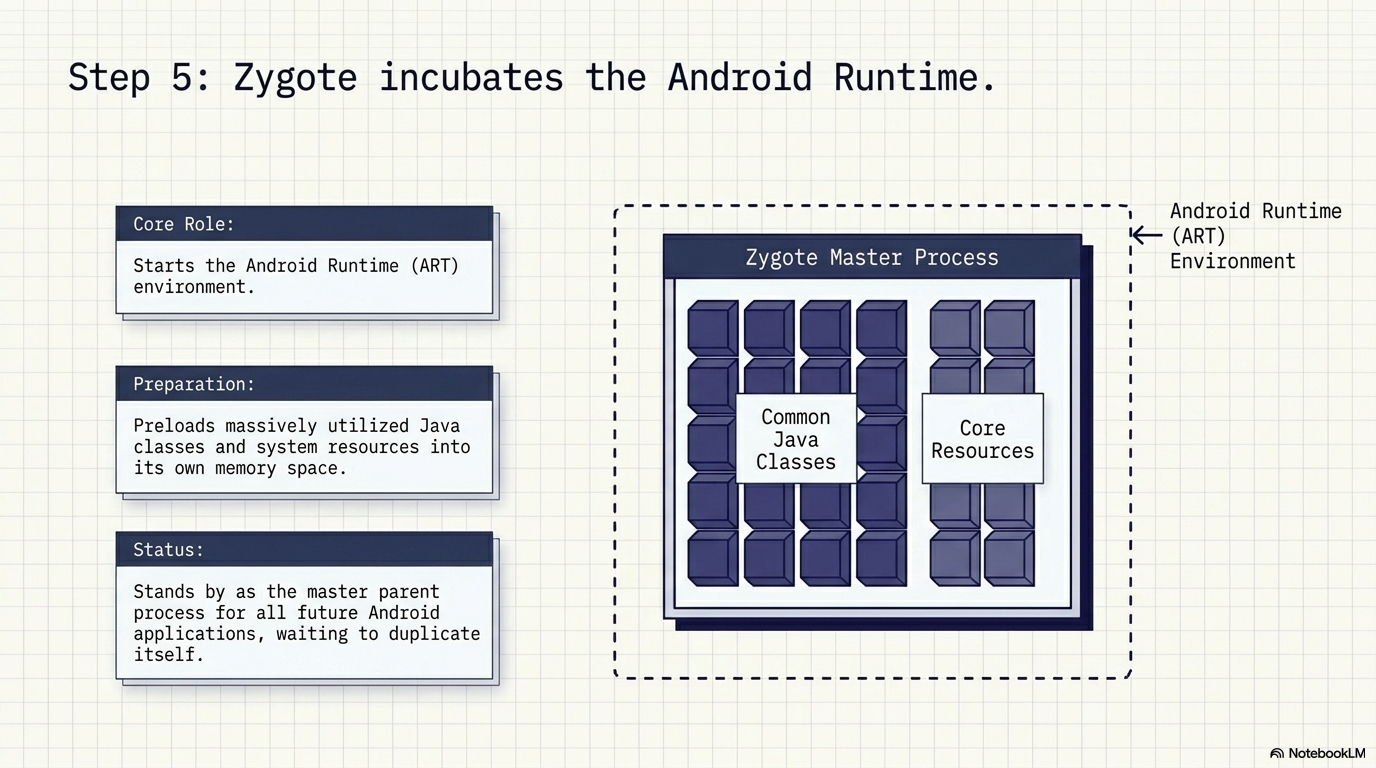 Step 5: Zygote incubates the Android Runtime.
Core Role:
Starts the Android Runtime (ART)
environment.
Preparation:
Preloads massively utilized Java
classes and system resources into
its own memory space.
Status:
Stands by as the master parent
process for all future Android
applications, waiting to duplicate
itself.
Zygote Master Process
Common
Java
Classes
Core
Resources
Android Runtime
(ART)
Environment
NotebookLM